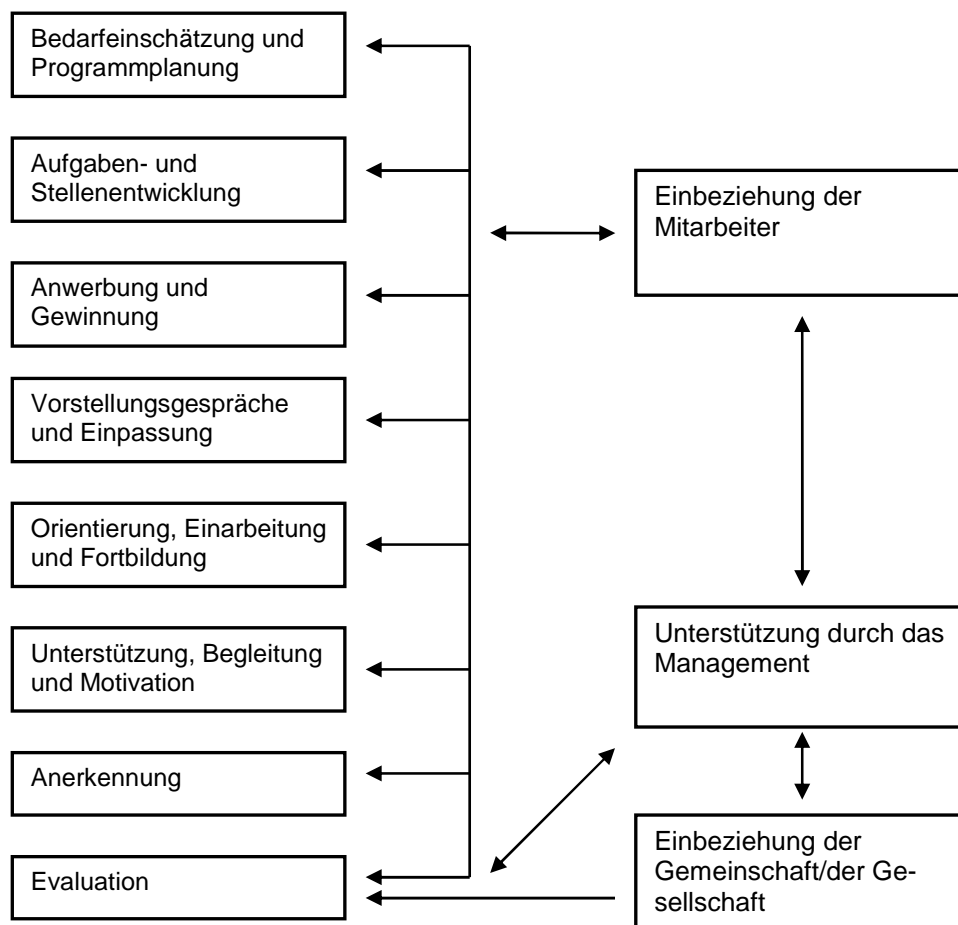 Bedarfeinschätzung und
Programmplanung
Aufgaben- und
Stellenentwicklung
Anwerbung und
Gewinnung
Vorstellungsgespräche
und Einpassung
Orientierung, Einarbeitung
und Fortbildung
Unterstützung, Begleitung
und Motivation
Anerkennung
Evaluation
Einbeziehung der
Mitarbeiter
Unterstützung durch das
Management
Einbeziehung der
Gemeinschaft/der Ge-
sellschaft